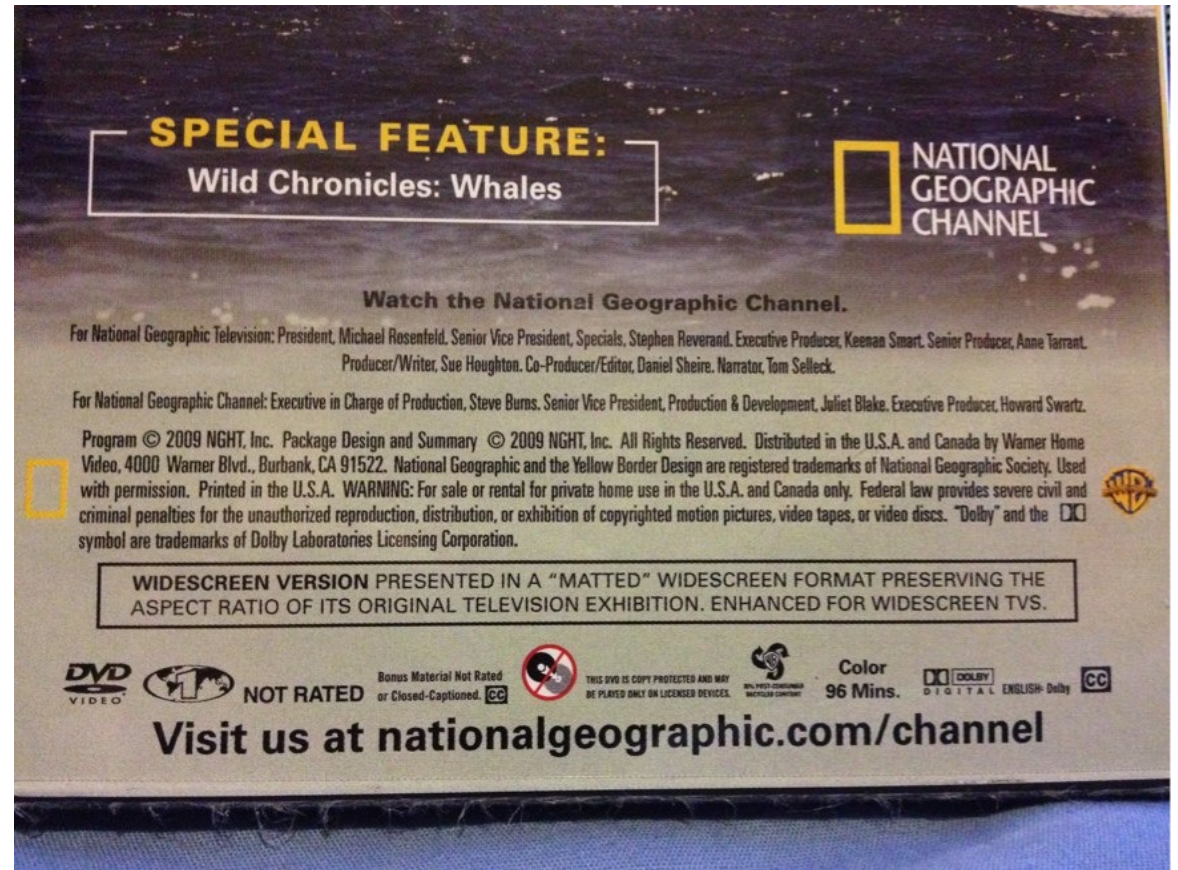 SPECIAL FEATURE:
Wild Chronicles: Whales
NATIONAL
GEOGRAPHIC
CHANNEL
Watch the National Geographic Channel.
For National Geographic Television: President, Michael Rosenfeld. Senior Vice President, Specials, Stephen Reverand. Executive Producer, Keenan Smart. Senior Producer, Anne Tarrant.
Producer/Writer, Sue Houghton. Co-Producer/Editor, Daniel Sheire. Narrator, Tom Selleck.
For National Geographic Channel: Executive in Charge of Production, Steve Burns. Senior Vice President, Production & Development, Juliet Blake. Executive Producer, Howard Swartz.
Program © 2009 NGHT, Inc. Package Design and Summary © 2009 NGHT, Inc. All Rights Reserved. Distributed in the U.S.A. and Canada by Warner Home
Video, 4000 Warner Blvd., Burbank, CA 91522. National Geographic and the Yellow Border Design are registered trademarks of National Geographic Society. Used
with permission. Printed in the U.S.A. WARNING: For sale or rental for private home use in the U.S.A. and Canada only. Federal law provides severe civil and
criminal penalties for the unauthorized reproduction, distribution, or exhibition of copyrighted motion pictures, video tapes, or video discs. "Dolby" and the
symbol are trademarks of Dolby Laboratories Licensing Corporation.
WB
WIDESCREEN VERSION PRESENTED IN A "MATTED" WIDESCREEN FORMAT PRESERVING THE
ASPECT RATIO OF ITS ORIGINAL TELEVISION EXHIBITION. ENHANCED FOR WIDESCREEN TVS.
DVD
VIDEO
1
NOT RATED
Bonus Material Not Rated
or Closed-Captioned. CC
THIS DVD IS COPY PROTECTED AND MAY
BE PLAYED ONLY ON LICENSED DEVICES.
POST-CONSUMER
RECYCLED CONTENT
Color
96 Mins.
DOLBY
DIGITAL
ENGLISH- Dolby
CC
Visit us at nationalgeographic.com/channel